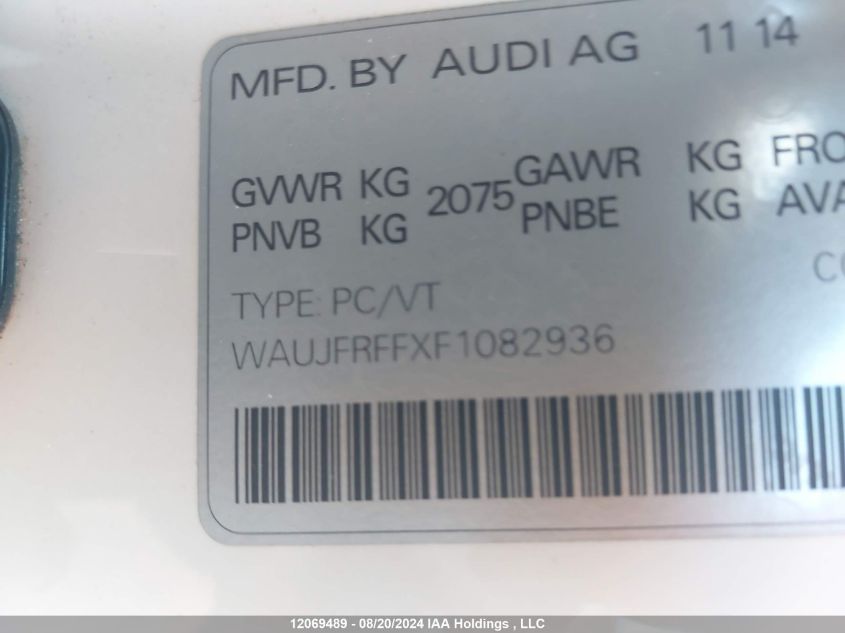 MFD. BY AUDI AG 11 14
GVWR KG 2075 GAWR KG FRO
PNVB KG PNBE KG AVA
CO
TYPE: PC/VT
WAUJFRFFXF1082936
12069489 - 08/20/2024 IAA Holdings , LLC